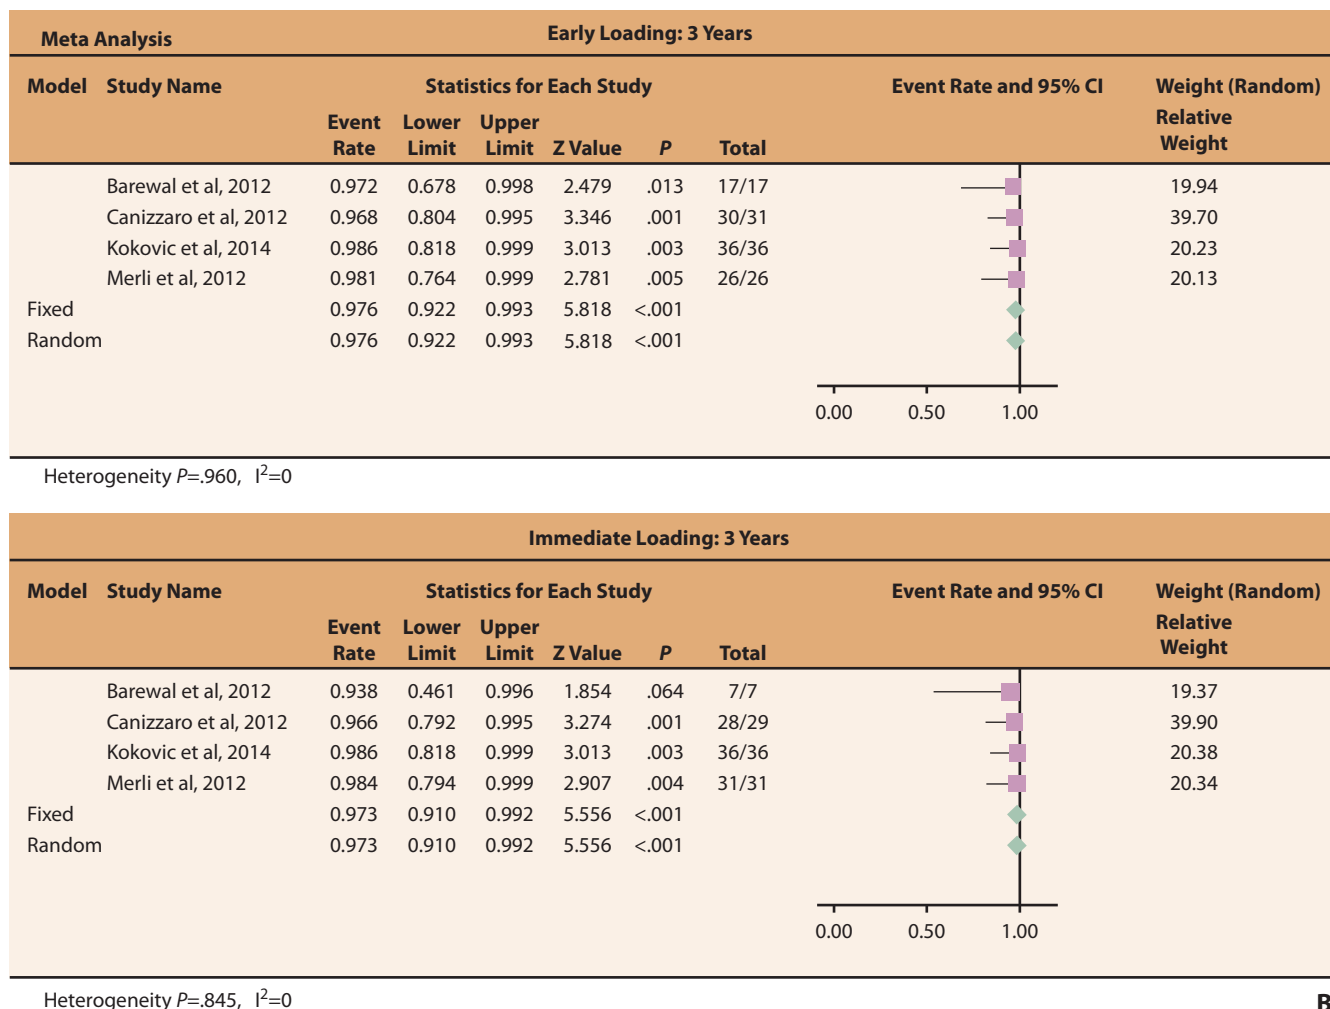 Meta Analysis Early Loading: 3 Years
Model Study Name Statistics for Each Study Event Rate and 95% CI Weight (Random)
Event Lower Upper Relative
Rate Limit Limit Z Value P Total Weight
Barewal et al, 2012 0.972 0.678 0.998 2.479 .013 17/17 19.94
Canizzaro et al, 2012 0.968 0.804 0.995 3.346 .001 30/31 39.70
Kokovic et al, 2014 0.986 0.818 0.999 3.013 .003 36/36 20.23
Merli et al, 2012 0.981 0.764 0.999 2.781 .005 26/26 20.13
Fixed 0.976 0.922 0.993 5.818 <.001
Random 0.976 0.922 0.993 5.818 <.001
0.00 0.50 1.00
Heterogeneity P=.960, I²=0
Immediate Loading: 3 Years
Model Study Name Statistics for Each Study Event Rate and 95% CI Weight (Random)
Event Lower Upper Relative
Rate Limit Limit Z Value P Total Weight
Barewal et al, 2012 0.938 0.461 0.996 1.854 .064 7/7 19.37
Canizzaro et al, 2012 0.966 0.792 0.995 3.274 .001 28/29 39.90
Kokovic et al, 2014 0.986 0.818 0.999 3.013 .003 36/36 20.38
Merli et al, 2012 0.984 0.794 0.999 2.907 .004 31/31 20.34
Fixed 0.973 0.910 0.992 5.556 <.001
Random 0.973 0.910 0.992 5.556 <.001
0.00 0.50 1.00
Heterogeneity P=.845, I²=0
B